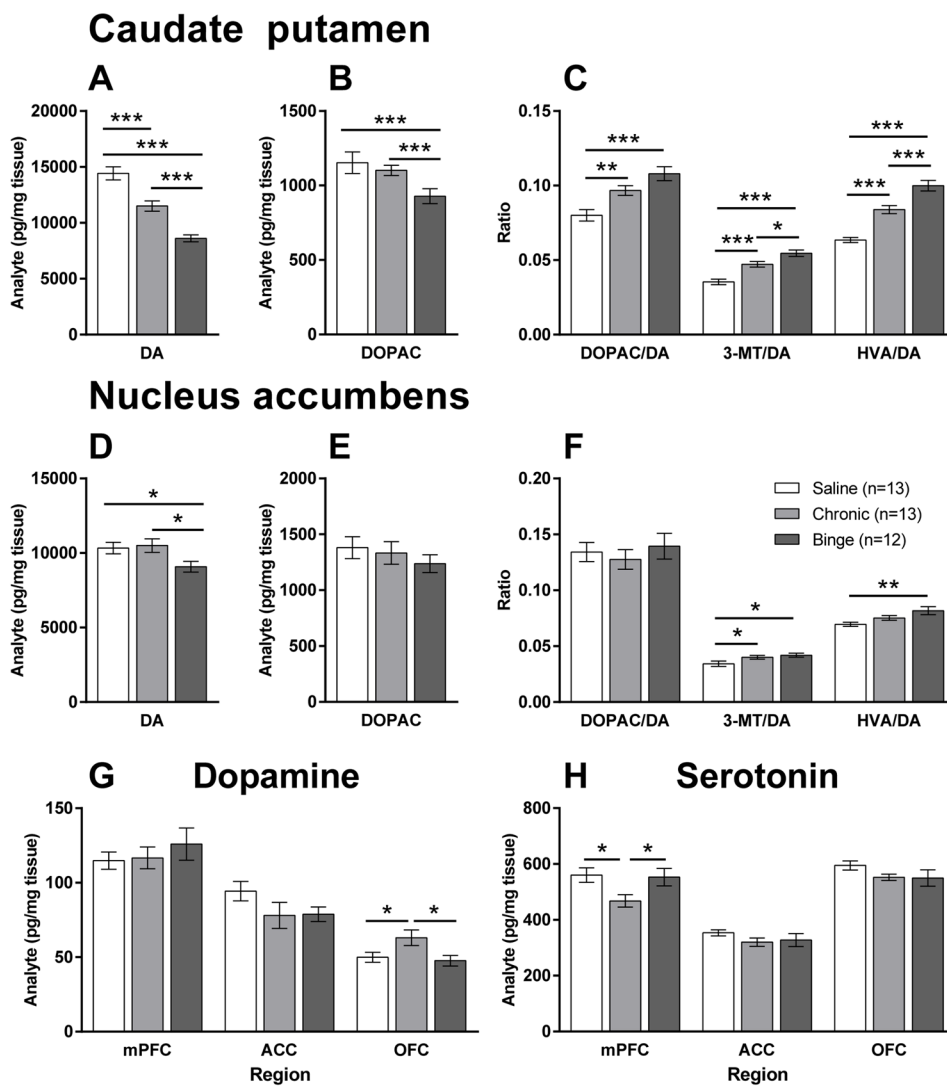 Caudate putamen
A
B
C
Analyte (pg/mg tissue)
20000
15000
10000
5000
0
***
***
***
DA
Analyte (pg/mg tissue)
1500
1000
500
0
***
***
DOPAC
Ratio
0.15
0.10
0.05
0.00
***
**
***
***
*
***
***
***
DOPAC/DA
3-MT/DA
HVA/DA
Nucleus accumbens
D
E
F
Analyte (pg/mg tissue)
15000
10000
5000
0
*
*
DA
Analyte (pg/mg tissue)
2000
1500
1000
500
0
DOPAC
Ratio
0.20
0.15
0.10
0.05
0.00
Saline (n=13)
Chronic (n=13)
Binge (n=12)
*
*
**
DOPAC/DA
3-MT/DA
HVA/DA
G Dopamine
Analyte (pg/mg tissue)
150
100
50
0
*
*
mPFC
ACC
OFC
Region
H Serotonin
Analyte (pg/mg tissue)
800
600
400
200
0
*
*
mPFC
ACC
OFC
Region